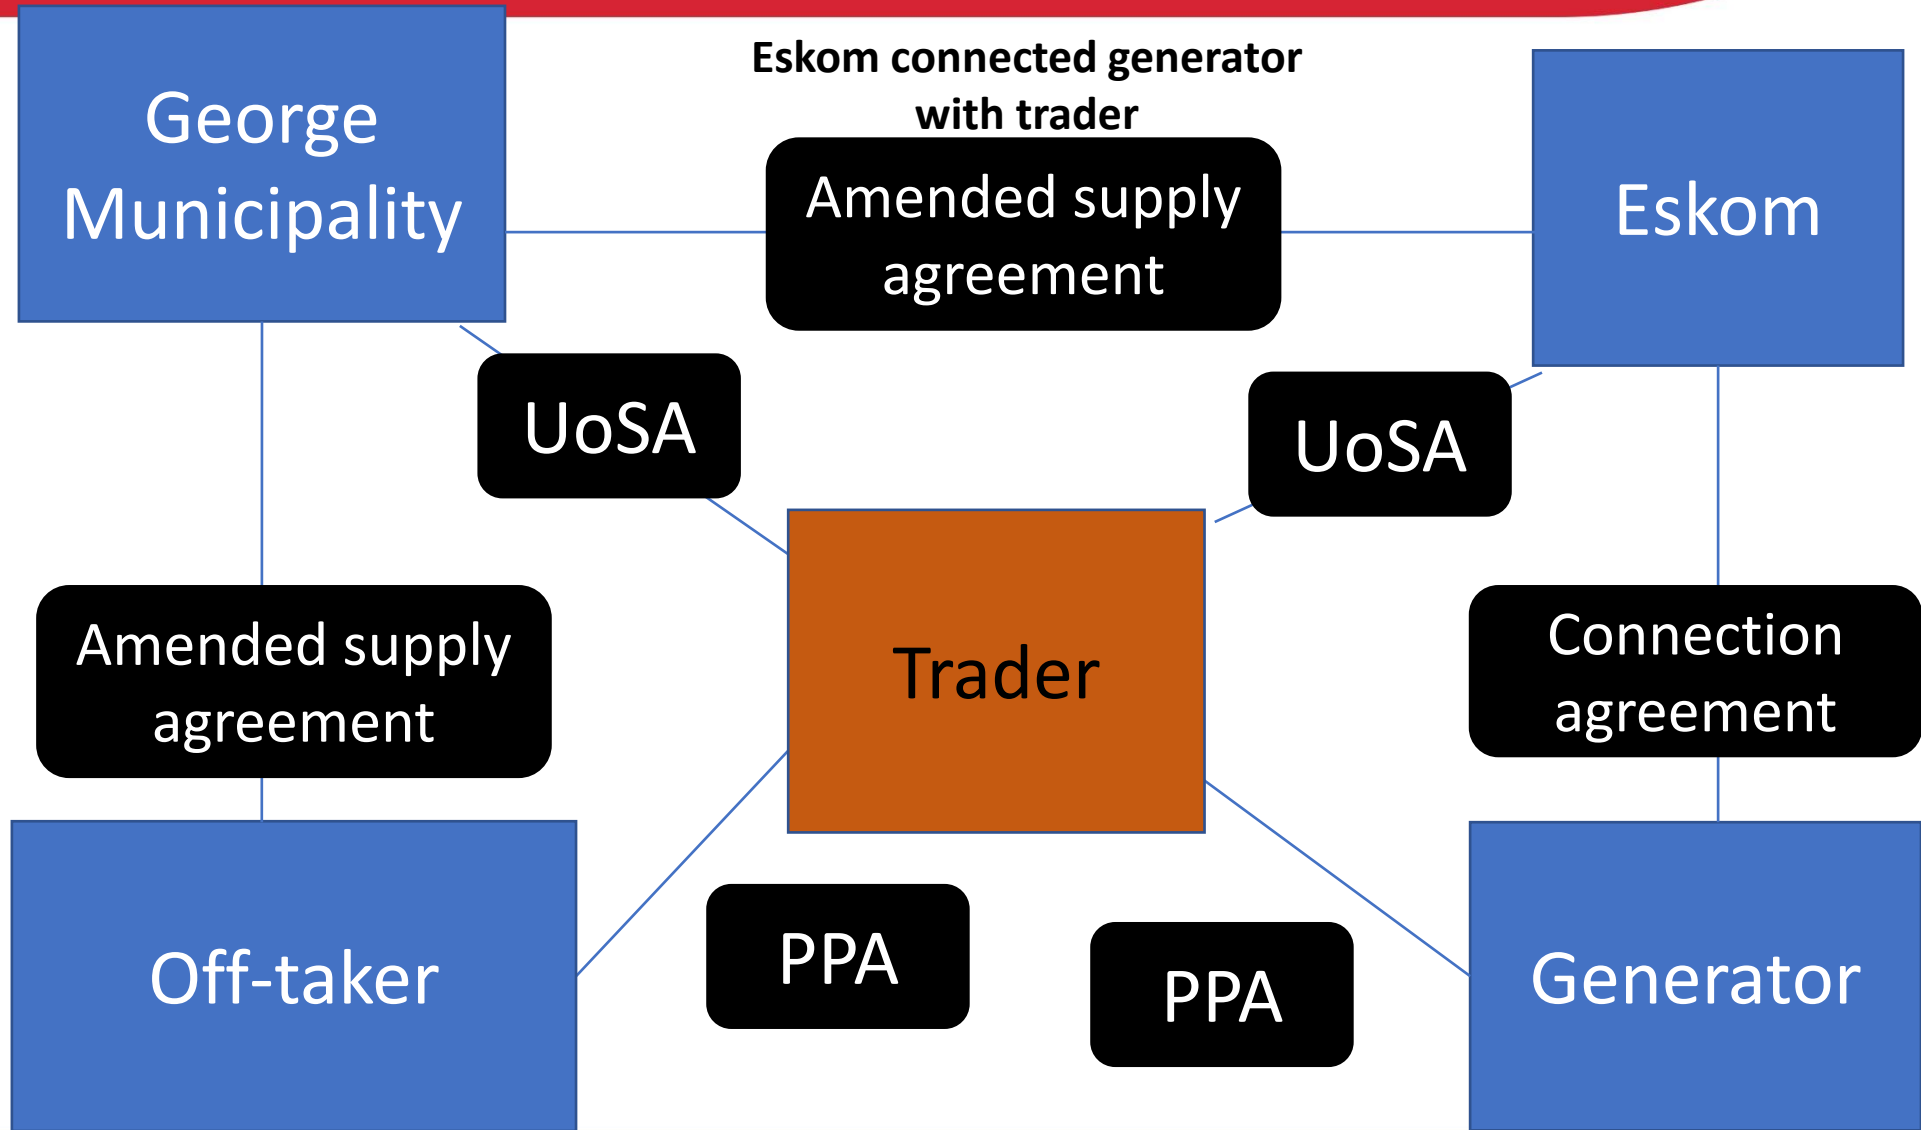 Eskom connected generator
with trader
George
Municipality
Amended supply
agreement
Eskom
UoSA
UoSA
Amended supply
agreement
Trader
Connection
agreement
Off-taker
PPA
PPA
Generator